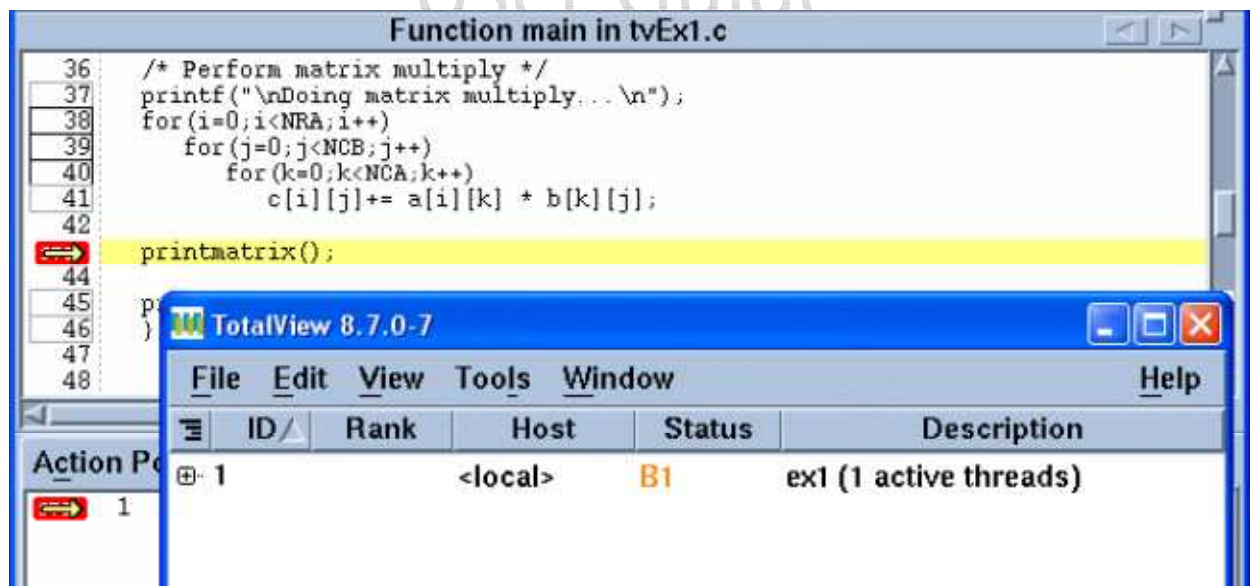 User Guide
Function main in tvEx1.c
36 /* Perform matrix multiply */
37 printf("\nDoing matrix multiply...\n");
38 for(i=0;i<NRA;i++)
39 for(j=0;j<NCB;j++)
40 for(k=0;k<NCA;k++)
41 c[i][j]+= a[i][k] * b[k][j];
42
printmatrix();
44
45 p
46 }
47
48
TotalView 8.7.0-7
File Edit View Tools Window Help
ID Rank Host Status Description
1 <local> B1 ex1 (1 active threads)
Action Po
1